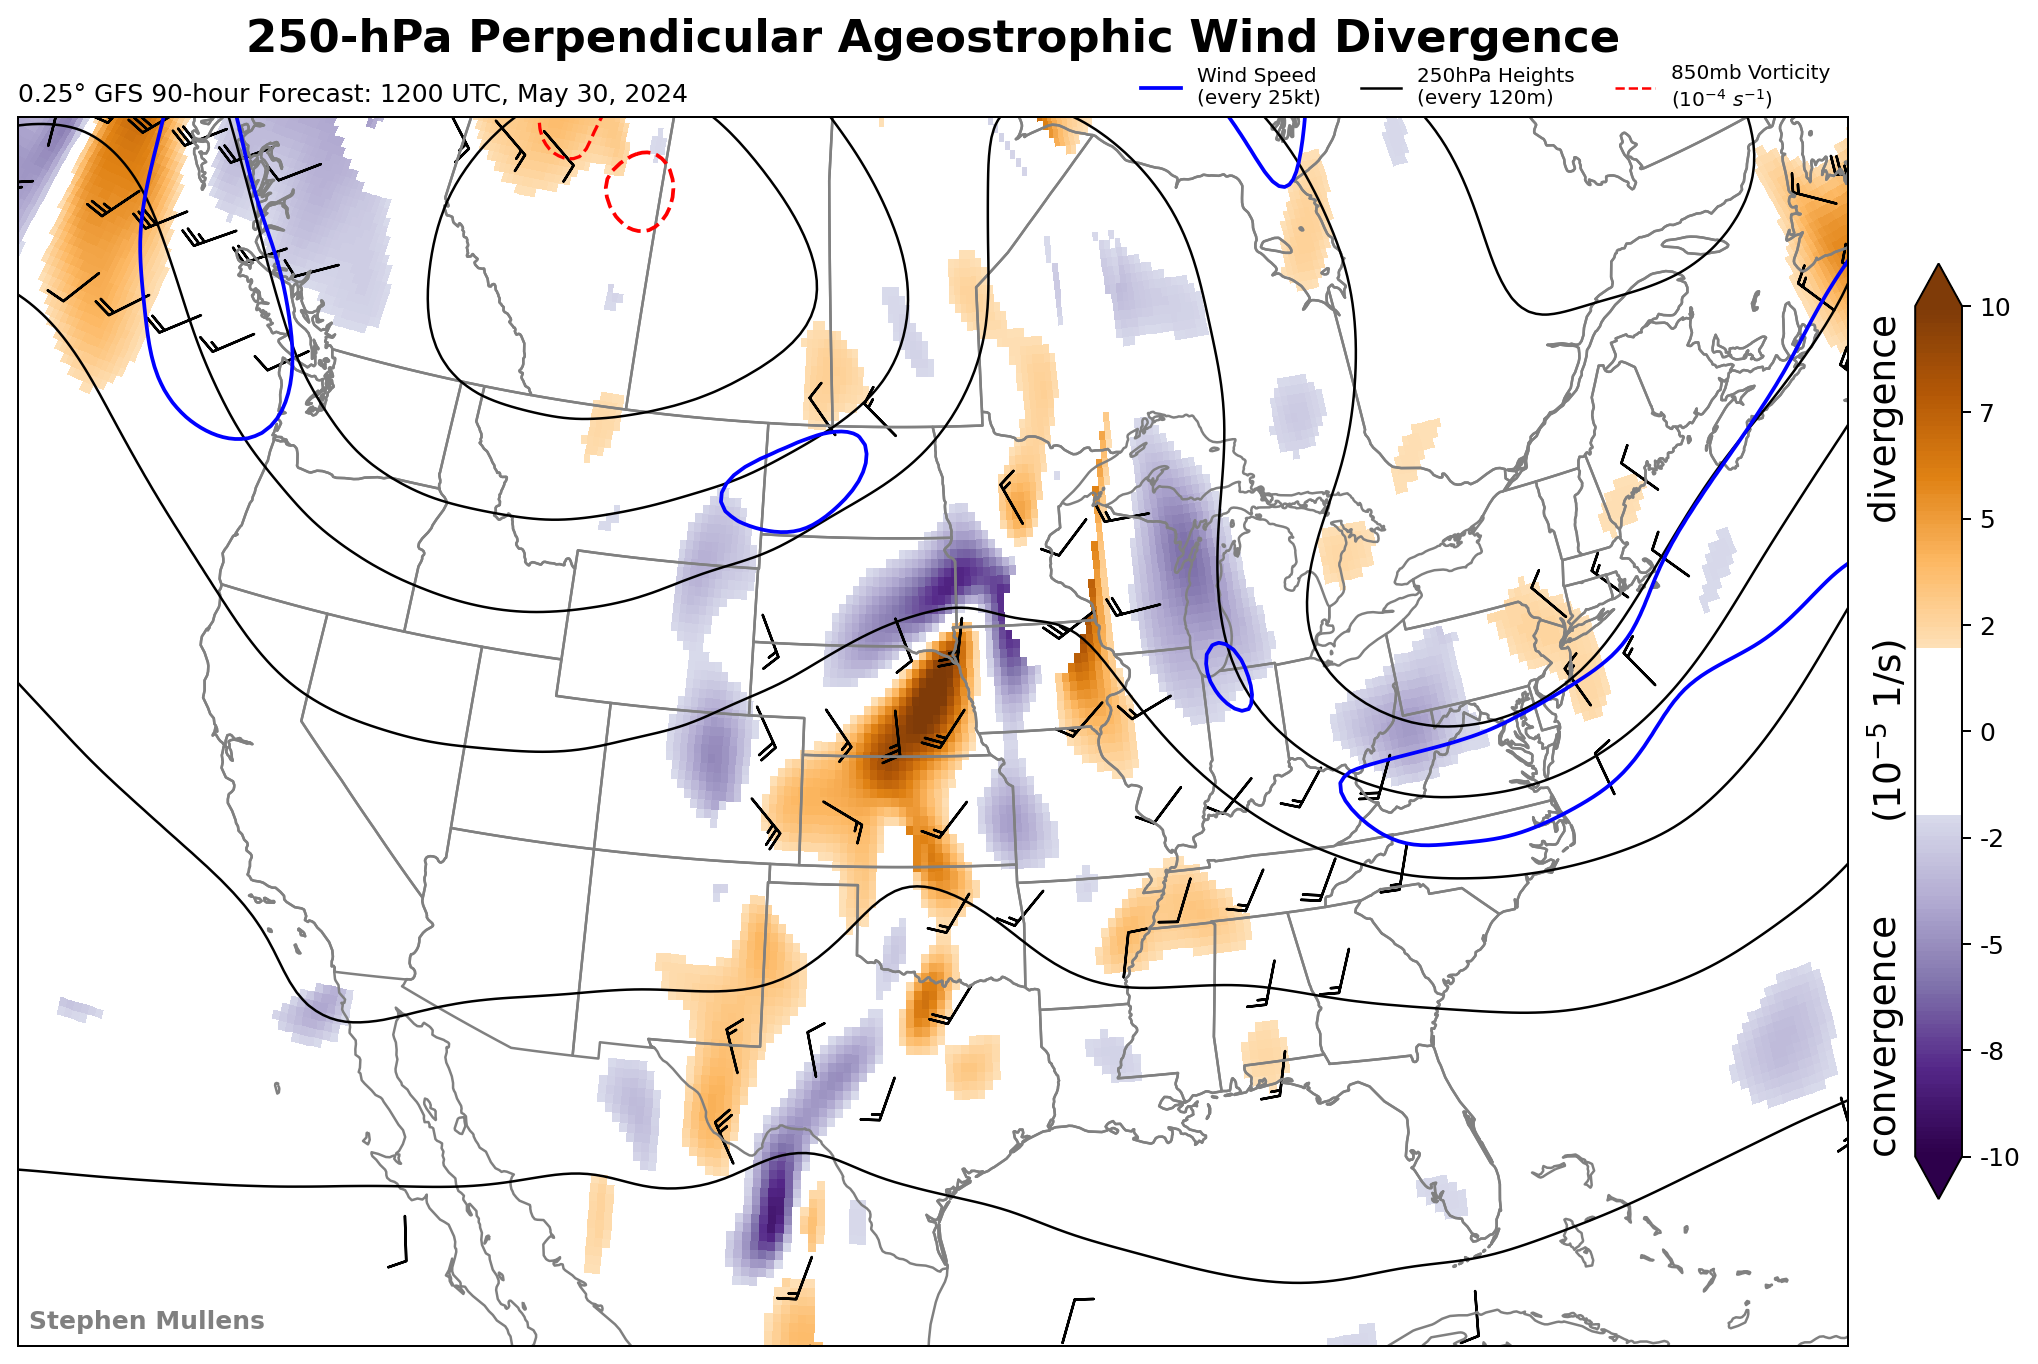 250-hPa Perpendicular Ageostrophic Wind Divergence
0.25° GFS 90-hour Forecast: 1200 UTC, May 30, 2024
Wind Speed
(every 25kt)
250hPa Heights
(every 120m)
850mb Vorticity
(10⁻⁴ s⁻¹)
10
7
5
2
0
-2
-5
-8
-10
convergence (10⁻⁵ 1/s) divergence
Stephen Mullens